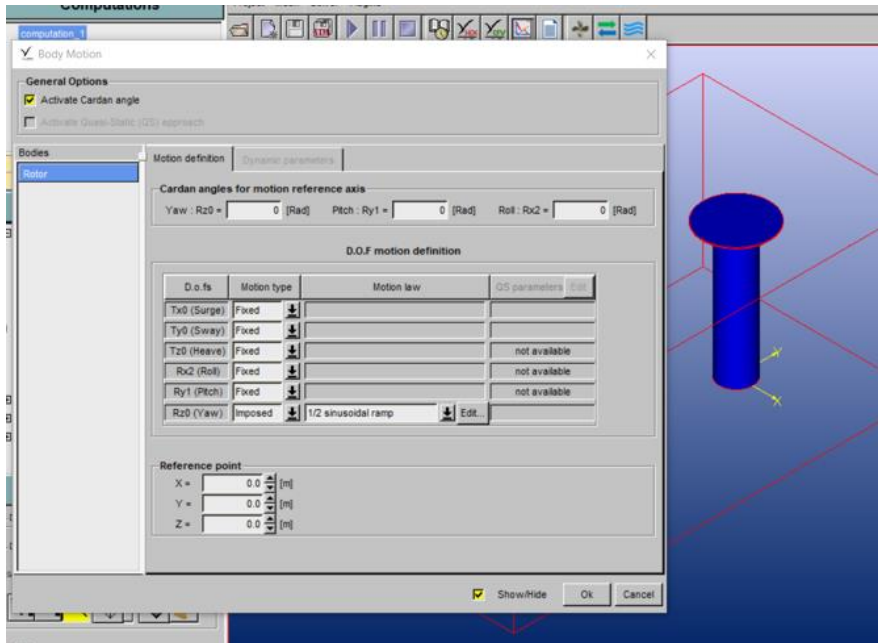 Computations
computation_1
Body Motion
General Options
Activate Cardan angle
Activate Quasi-Static (QS) approach
Bodies
Rotor
Motion definition
Dynamic parameters
Cardan angles for motion reference axis
Yaw : Rz0 = 0 [Rad] Pitch : Ry1 = 0 [Rad] Roll : Rx2 = 0 [Rad]
D.O.F motion definition
D.o.fs Motion type Motion law QS parameters Edit
Tx0 (Surge) Fixed
Ty0 (Sway) Fixed
Tz0 (Heave) Fixed not available
Rx2 (Roll) Fixed not available
Ry1 (Pitch) Fixed not available
Rz0 (Yaw) Imposed 1/2 sinusoidal ramp Edit...
Reference point
X = 0.0 [m]
Y = 0.0 [m]
Z = 0.0 [m]
Show/Hide Ok Cancel
Y
X